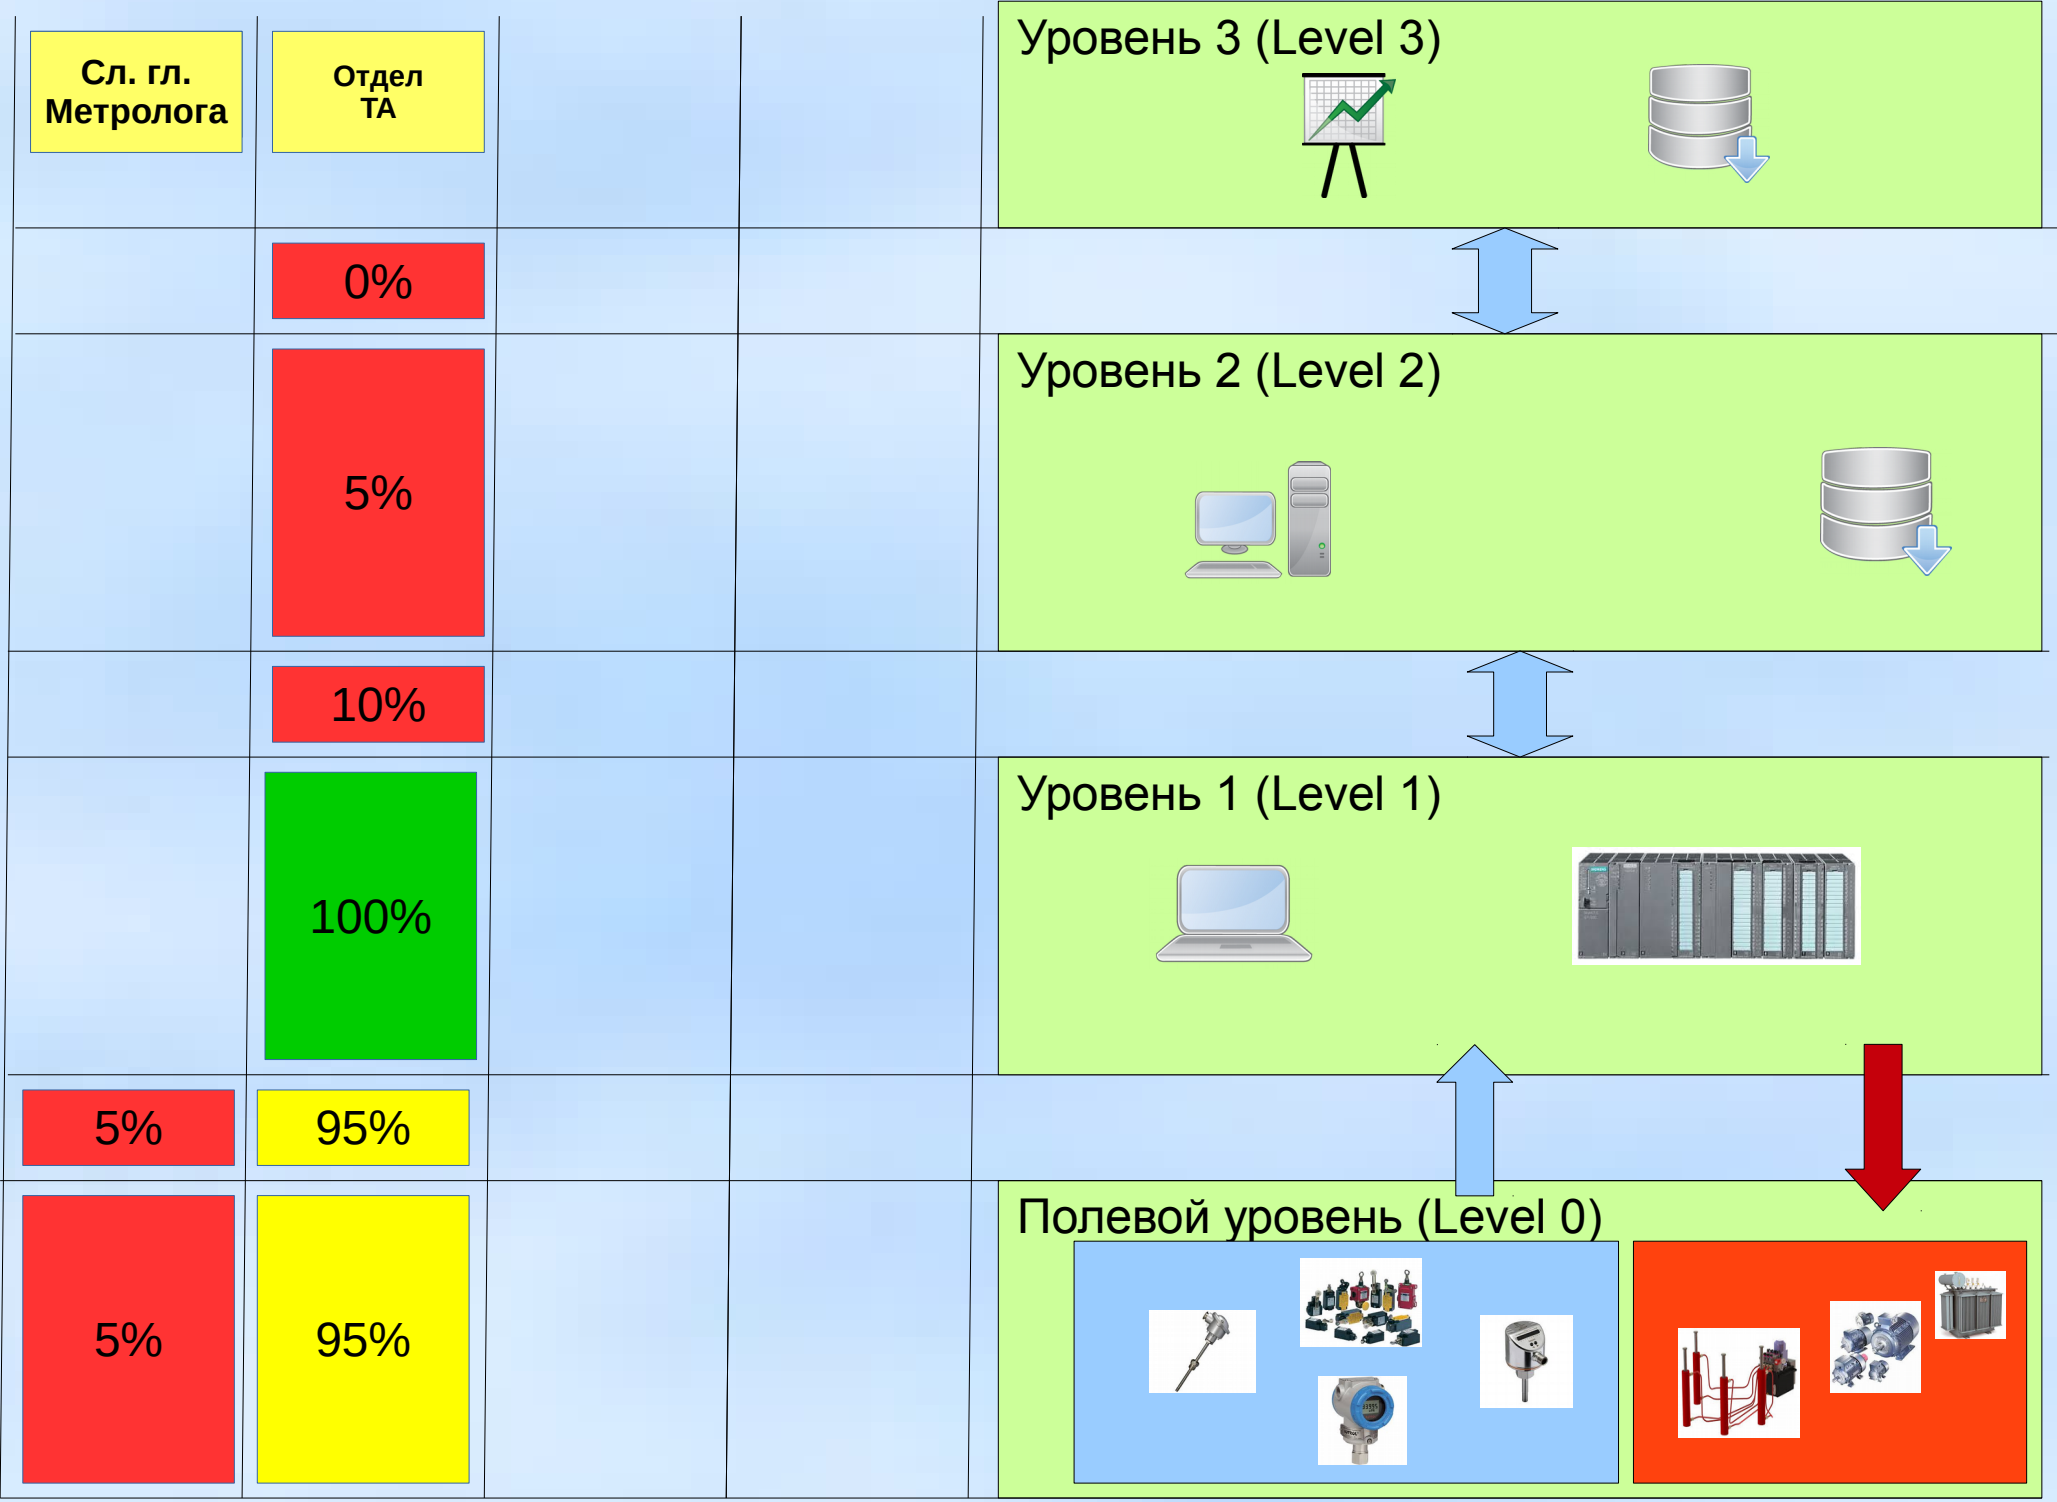 Сл. гл.
Метролога
Отдел
ТА
Уровень 3 (Level 3)
0%
Уровень 2 (Level 2)
5%
10%
Уровень 1 (Level 1)
100%
5%
95%
Полевой уровень (Level 0)
5%
95%